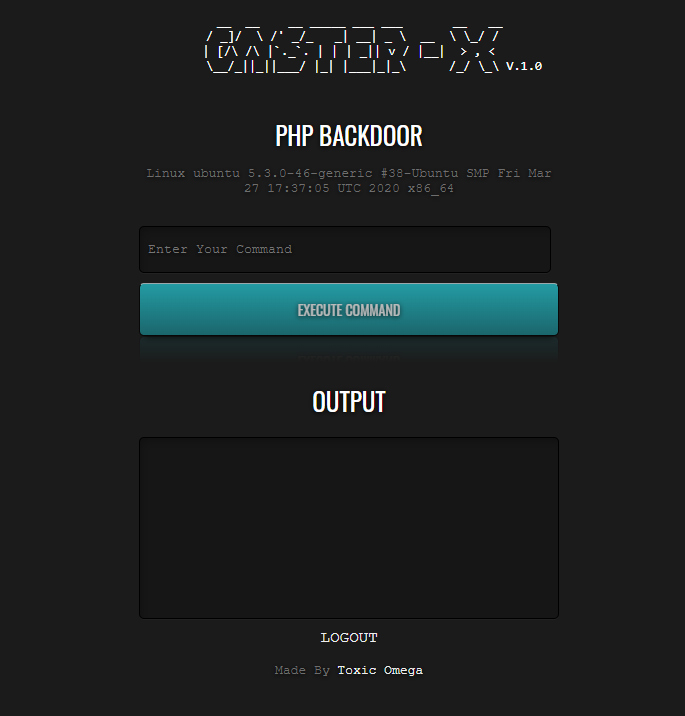 CASTER-X V.1.0
PHP BACKDOOR
Linux ubuntu 5.3.0-46-generic #38-Ubuntu SMP Fri Mar
27 17:37:05 UTC 2020 x86_64
Enter Your Command
EXECUTE COMMAND
OUTPUT
LOGOUT
Made By Toxic Omega